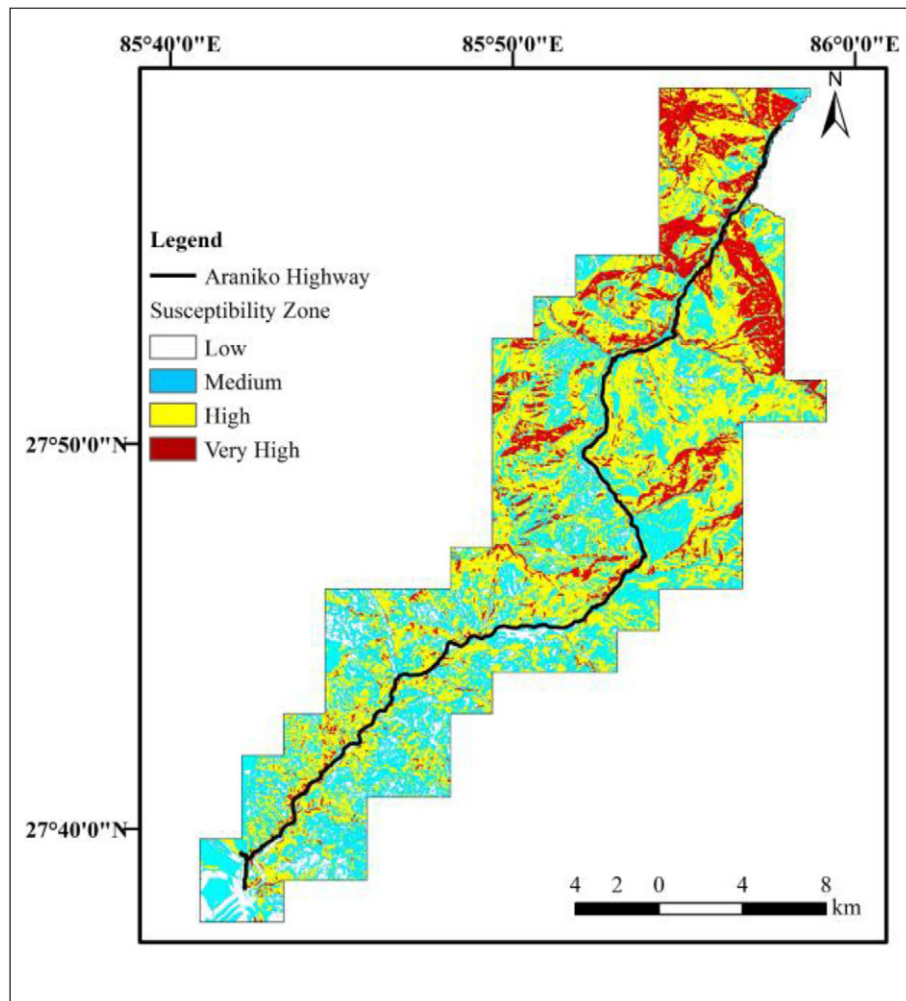 85°40'0"E 85°50'0"E 86°0'0"E
N
Legend
Araniko Highway
Susceptibility Zone
Low
Medium
High
Very High
27°50'0"N
27°40'0"N
4 2 0 4 8
km